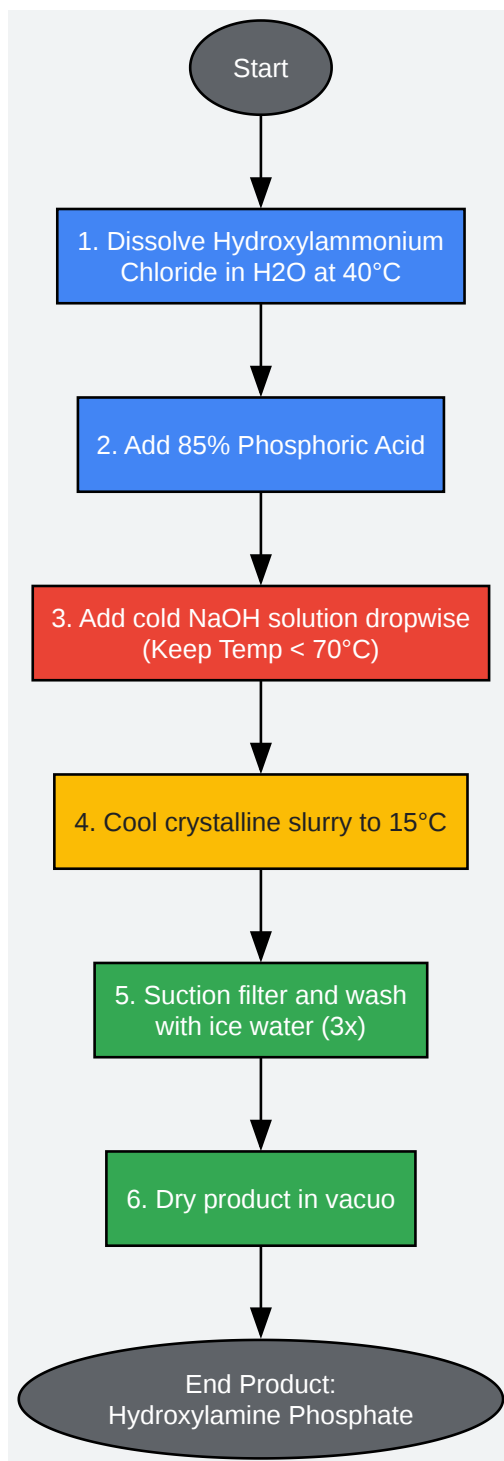 Start
1. Dissolve Hydroxylammonium
Chloride in H2O at 40°C
2. Add 85% Phosphoric Acid
3. Add cold NaOH solution dropwise
(Keep Temp < 70°C)
4. Cool crystalline slurry to 15°C
5. Suction filter and wash
with ice water (3x)
6. Dry product in vacuo
End Product:
Hydroxylamine Phosphate